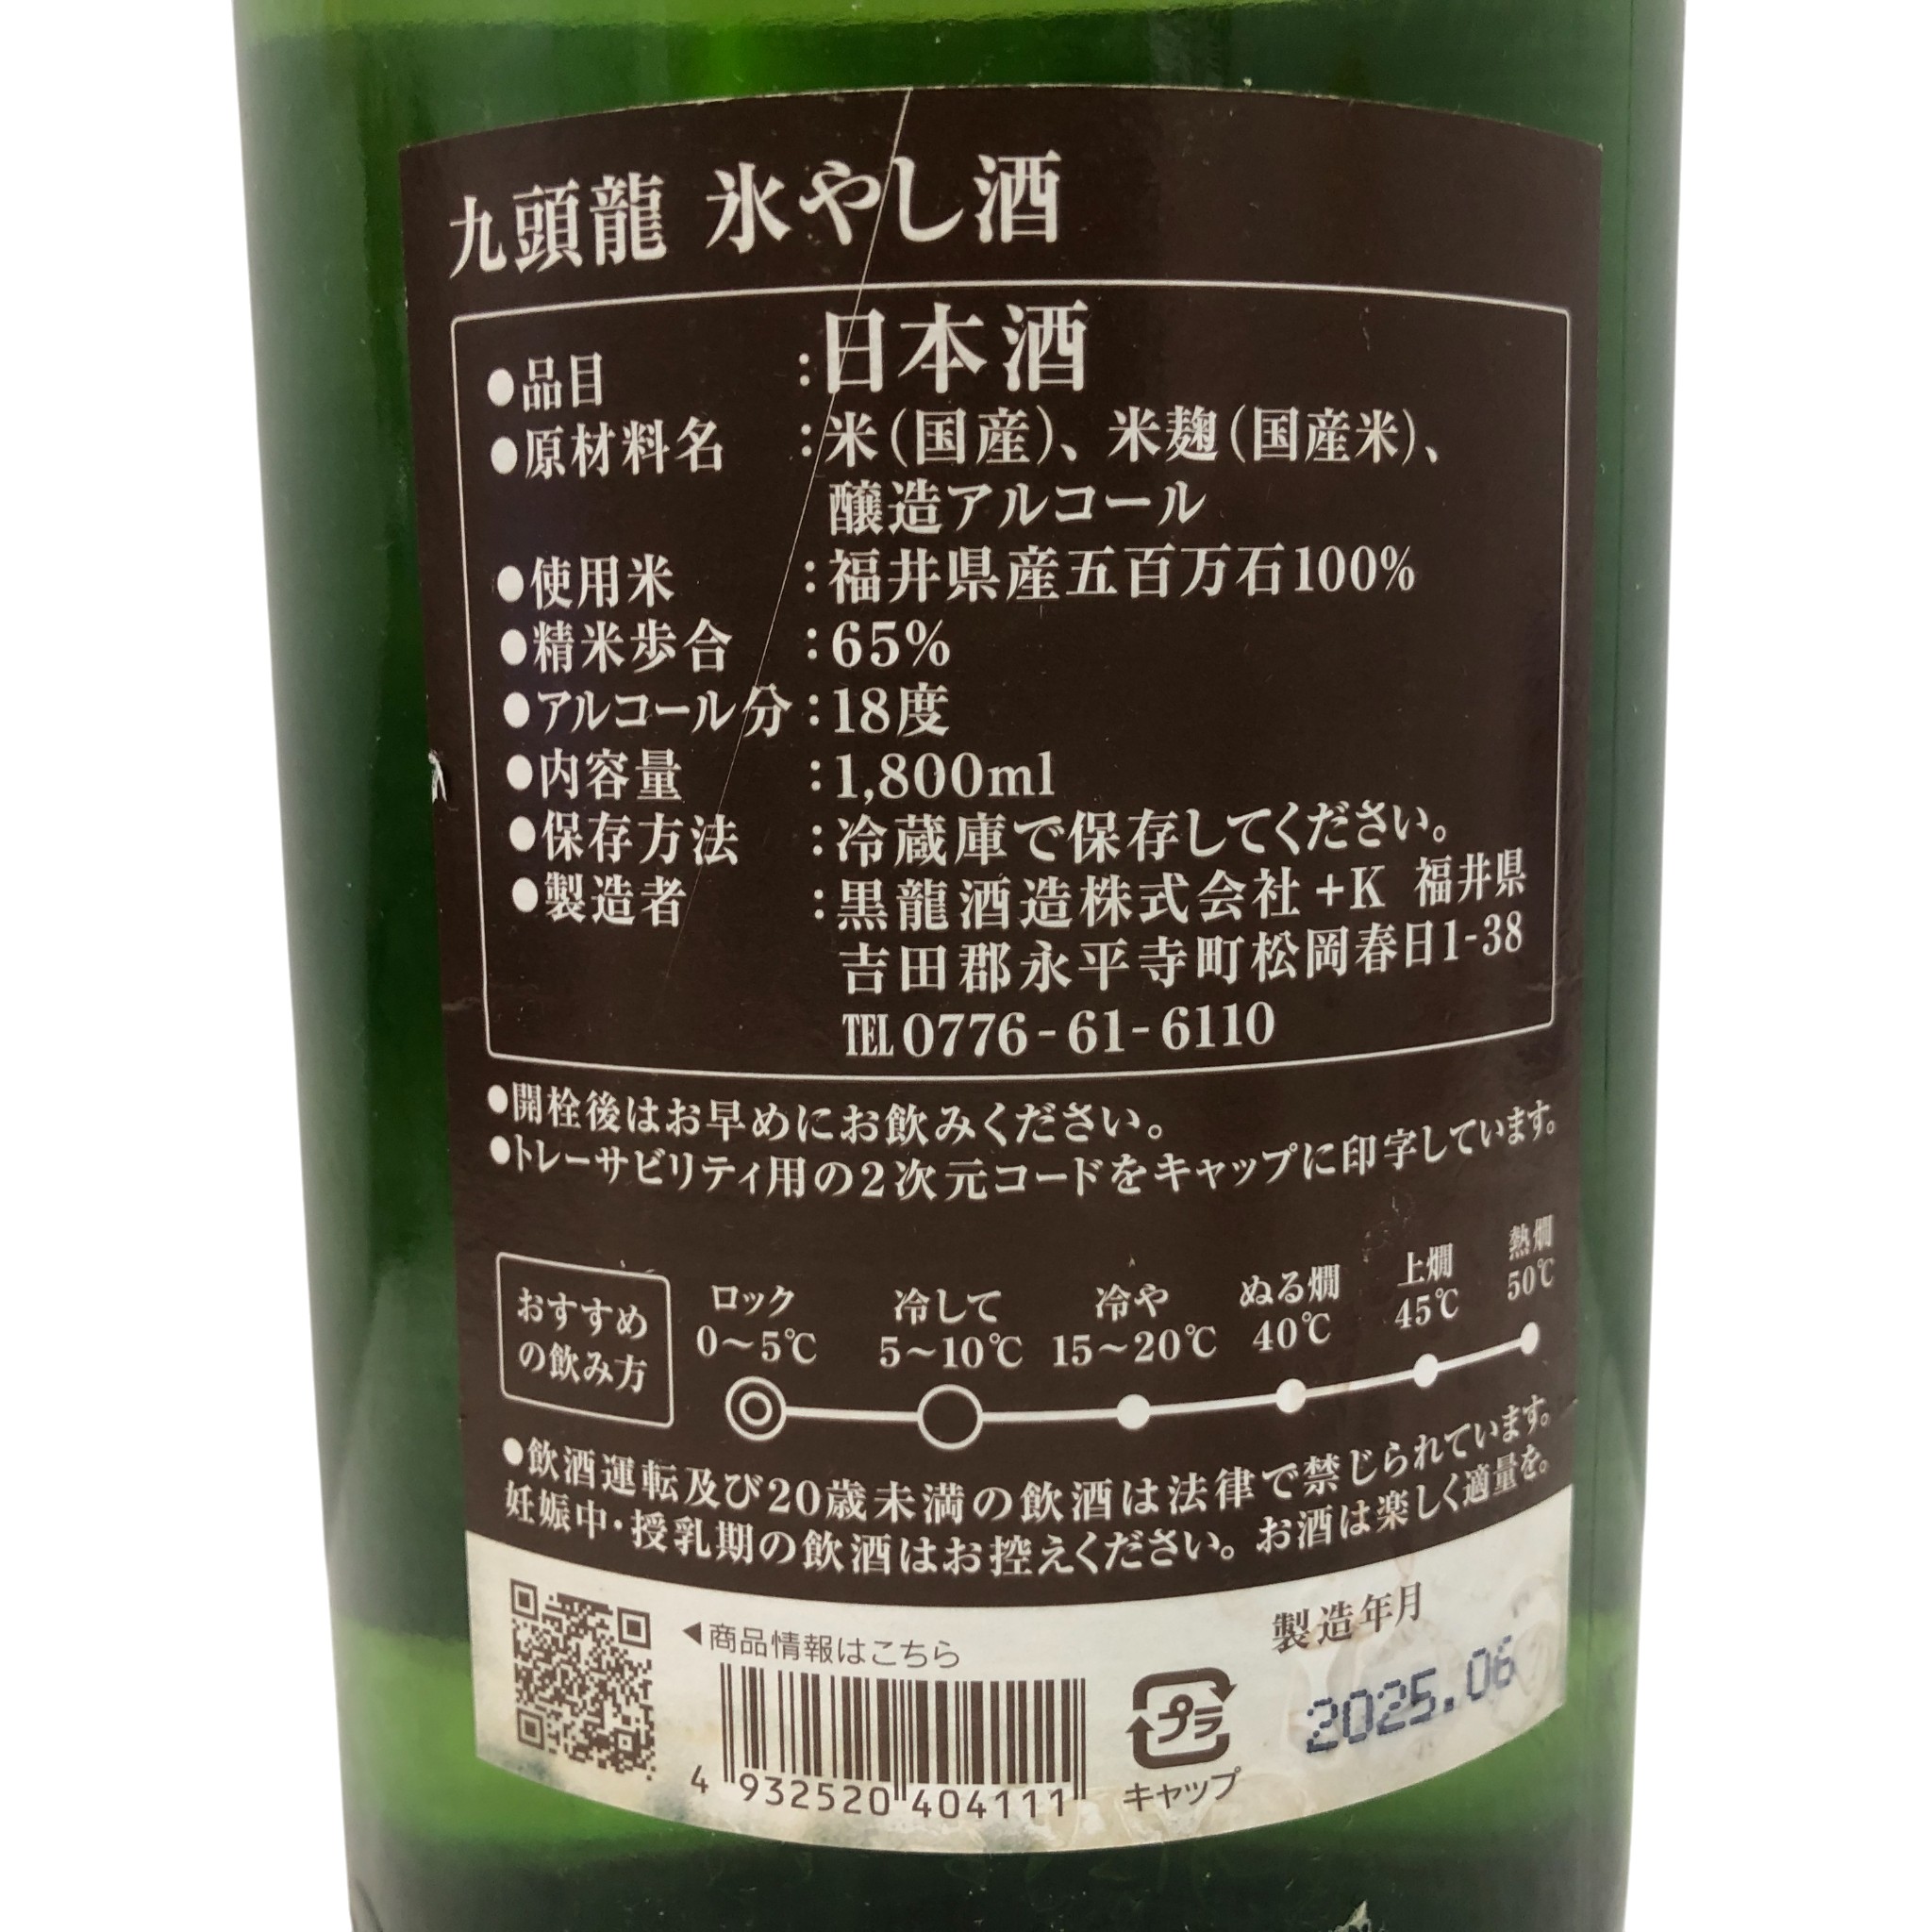 九頭龍 氷やし酒
●品目 :日本酒
●原材料名 :米(国産)、米麹(国産米)、
醸造アルコール
●使用米 :福井県産五百万石100%
●精米歩合 :65%
●アルコール分:18度
●内容量 :1,800ml
●保存方法 :冷蔵庫で保存してください。
●製造者 :黒龍酒造株式会社+K 福井県
吉田郡永平寺町松岡春日1-38
TEL 0776-61-6110
●開栓後はお早めにお飲みください。
●トレーサビリティ用の2次元コードをキャップに印字しています。
おすすめ
の飲み方
ロック
0〜5℃
冷して
5〜10℃
冷や
15〜20℃
ぬる燗
40℃
上燗
45℃
熱燗
50℃
●飲酒運転及び20歳未満の飲酒は法律で禁じられています。
妊娠中・授乳期の飲酒はお控えください。お酒は楽しく適量を。
◀商品情報はこちら
4 932520 404111
プラ
キャップ
製造年月
2025.06